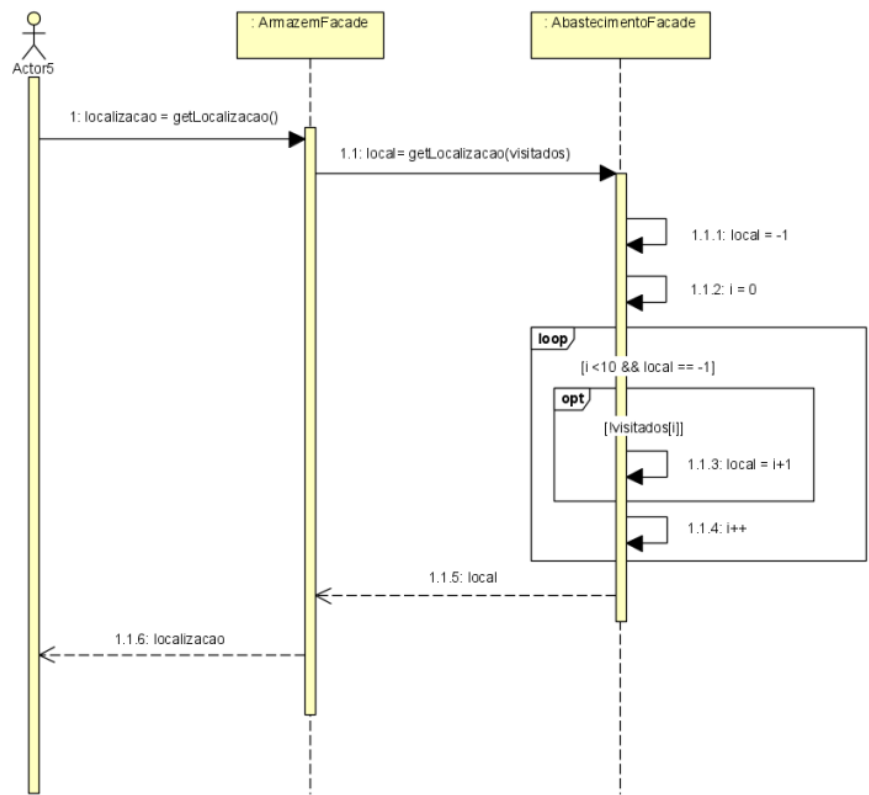 : ArmazemFacade
: AbastecimentoFacade
Actor5
1: localizacao = getLocalizacao()
1.1: local= getLocalizacao(visitados)
1.1.1: local = -1
1.1.2: i = 0
loop
[i <10 && local == -1]
opt
[!visitados[i]]
1.1.3: local = i+1
1.1.4: i++
1.1.5: local
1.1.6: localizacao